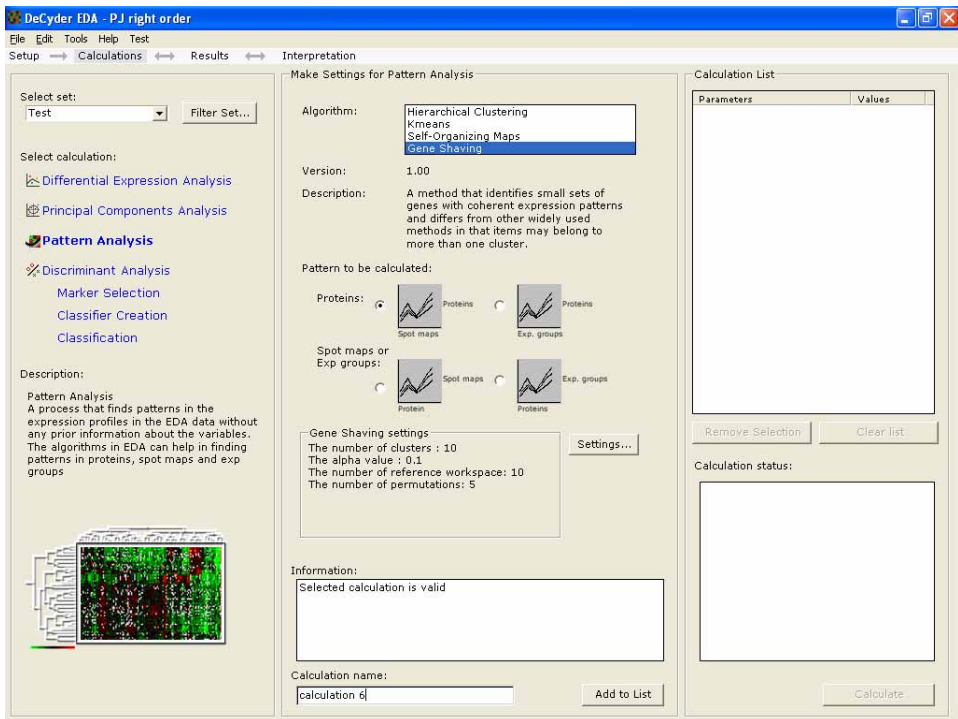 DeCyder EDA - PJ right order
File Edit Tools Help Test
Setup Calculations Results Interpretation
Select set:
Test
Filter Set...
Select calculation:
Differential Expression Analysis
Principal Components Analysis
Pattern Analysis
Discriminant Analysis
Marker Selection
Classifier Creation
Classification
Description:
Pattern Analysis
A process that finds patterns in the
expression profiles in the EDA data without
any prior information about the variables.
The algorithms in EDA can help in finding
patterns in proteins, spot maps and exp
groups
Make Settings for Pattern Analysis
Algorithm:
Hierarchical Clustering
Kmeans
Self-Organizing Maps
Gene Shaving
Version: 1.00
Description:
A method that identifies small sets of
genes with coherent expression patterns
and differs from other widely used
methods in that items may belong to
more than one cluster.
Pattern to be calculated:
Proteins:
Proteins
Spot maps
Proteins
Exp. groups
Spot maps or
Exp groups:
Spot maps
Protein
Exp. groups
Proteins
Gene Shaving settings
The number of clusters : 10
The alpha value : 0.1
The number of reference workspace: 10
The number of permutations: 5
Settings...
Information:
Selected calculation is valid
Calculation name:
calculation 6
Add to List
Calculation List
Parameters Values
Remove Selection Clear list
Calculation status:
Calculate